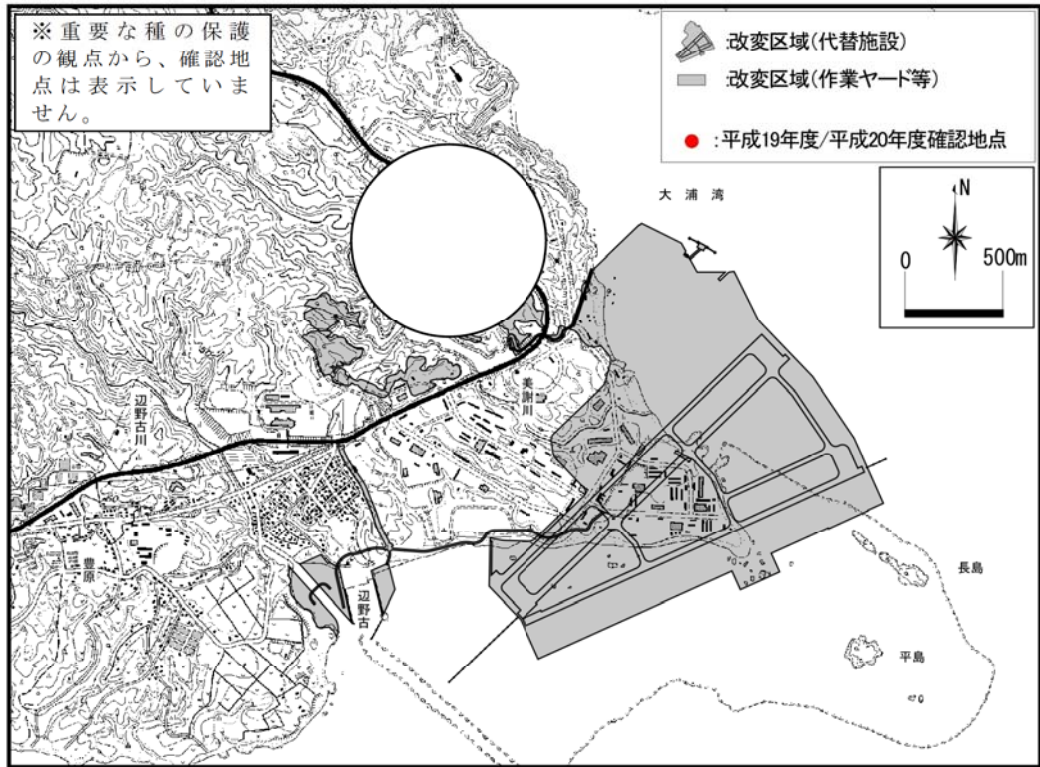 ※重要な種の保護
の観点から、確認地
点は表示していま
せん。
:改変区域(代替施設)
:改変区域(作業ヤード等)
:平成19年度/平成20年度確認地点
大浦湾
N
0 500m
美謝川
辺野古川
豊原
辺野古
長島
平島